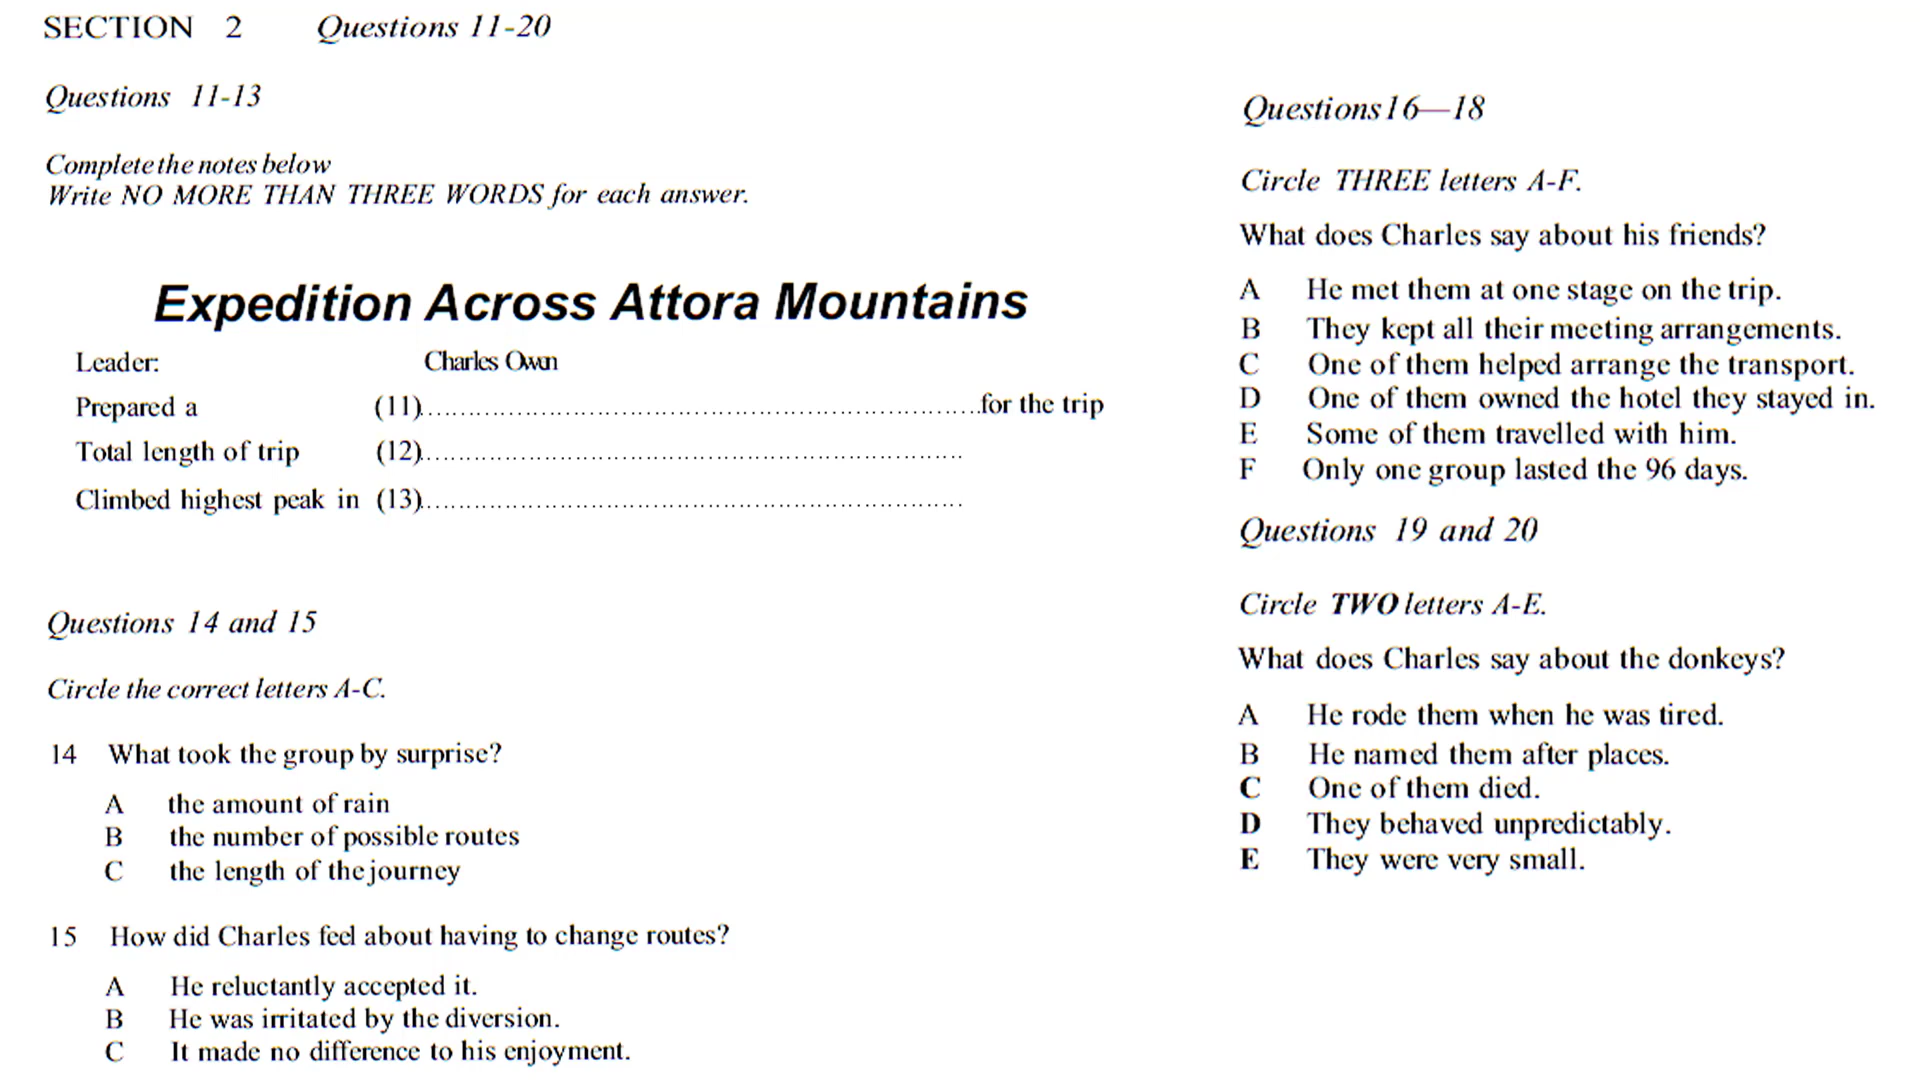 SECTION 2 Questions 11-20
Questions 11-13
Complete the notes below
Write NO MORE THAN THREE WORDS for each answer.
Expedition Across Attora Mountains
Leader: Charles Owen
Prepared a (11)........................................for the trip
Total length of trip (12)........................................
Climbed highest peak in (13)........................................
Questions 14 and 15
Circle the correct letters A-C.
14 What took the group by surprise?
A the amount of rain
B the number of possible routes
C the length of the journey
15 How did Charles feel about having to change routes?
A He reluctantly accepted it.
B He was irritated by the diversion.
C It made no difference to his enjoyment.
Questions 16—18
Circle THREE letters A-F.
What does Charles say about his friends?
A He met them at one stage on the trip.
B They kept all their meeting arrangements.
C One of them helped arrange the transport.
D One of them owned the hotel they stayed in.
E Some of them travelled with him.
F Only one group lasted the 96 days.
Questions 19 and 20
Circle TWO letters A-E.
What does Charles say about the donkeys?
A He rode them when he was tired.
B He named them after places.
C One of them died.
D They behaved unpredictably.
E They were very small.